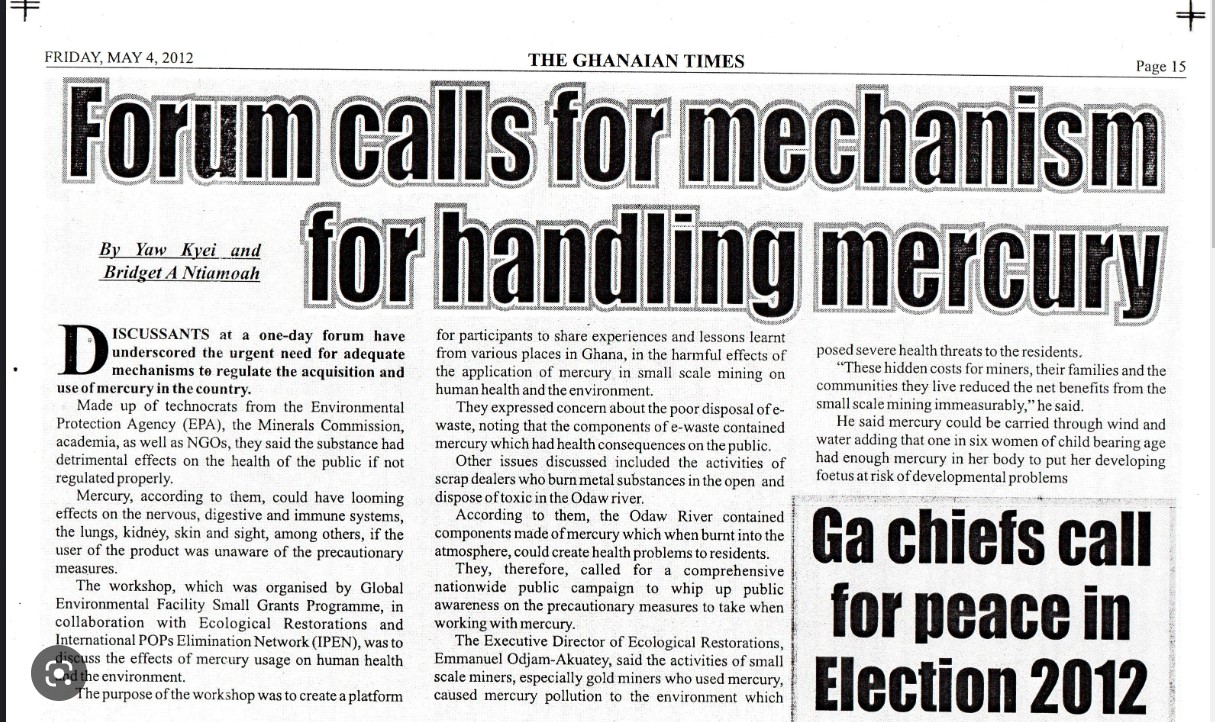 FRIDAY, MAY 4, 2012
THE GHANAIAN TIMES
Page 15
Forum calls for mechanism
for handling mercury
By Yaw Kyei and
Bridget A Ntiamoah
DISCUSSANTS at a one-day forum have
underscored the urgent need for adequate
mechanisms to regulate the acquisition and
use of mercury in the country.
Made up of technocrats from the Environmental
Protection Agency (EPA), the Minerals Commission,
academia, as well as NGOs, they said the substance had
detrimental effects on the health of the public if not
regulated properly.
Mercury, according to them, could have looming
effects on the nervous, digestive and immune systems,
the lungs, kidney, skin and sight, among others, if the
user of the product was unaware of the precautionary
measures.
The workshop, which was organised by Global
Environmental Facility Small Grants Programme, in
collaboration with Ecological Restorations and
International POPs Elimination Network (IPEN), was to
discuss the effects of mercury usage on human health
and the environment.
The purpose of the workshop was to create a platform
for participants to share experiences and lessons learnt
from various places in Ghana, in the harmful effects of
the application of mercury in small scale mining on
human health and the environment.
They expressed concern about the poor disposal of e-
waste, noting that the components of e-waste contained
mercury which had health consequences on the public.
Other issues discussed included the activities of
scrap dealers who burn metal substances in the open and
dispose of toxic in the Odaw river.
According to them, the Odaw River contained
components made of mercury which when burnt into the
atmosphere, could create health problems to residents.
They, therefore, called for a comprehensive
nationwide public campaign to whip up public
awareness on the precautionary measures to take when
working with mercury.
The Executive Director of Ecological Restorations,
Emmanuel Odjam-Akuatey, said the activities of small
scale miners, especially gold miners who used mercury,
caused mercury pollution to the environment which
posed severe health threats to the residents.
“These hidden costs for miners, their families and the
communities they live reduced the net benefits from the
small scale mining immeasurably,” he said.
He said mercury could be carried through wind and
water adding that one in six women of child bearing age
had enough mercury in her body to put her developing
foetus at risk of developmental problems
Ga chiefs call
for peace in
Election 2012